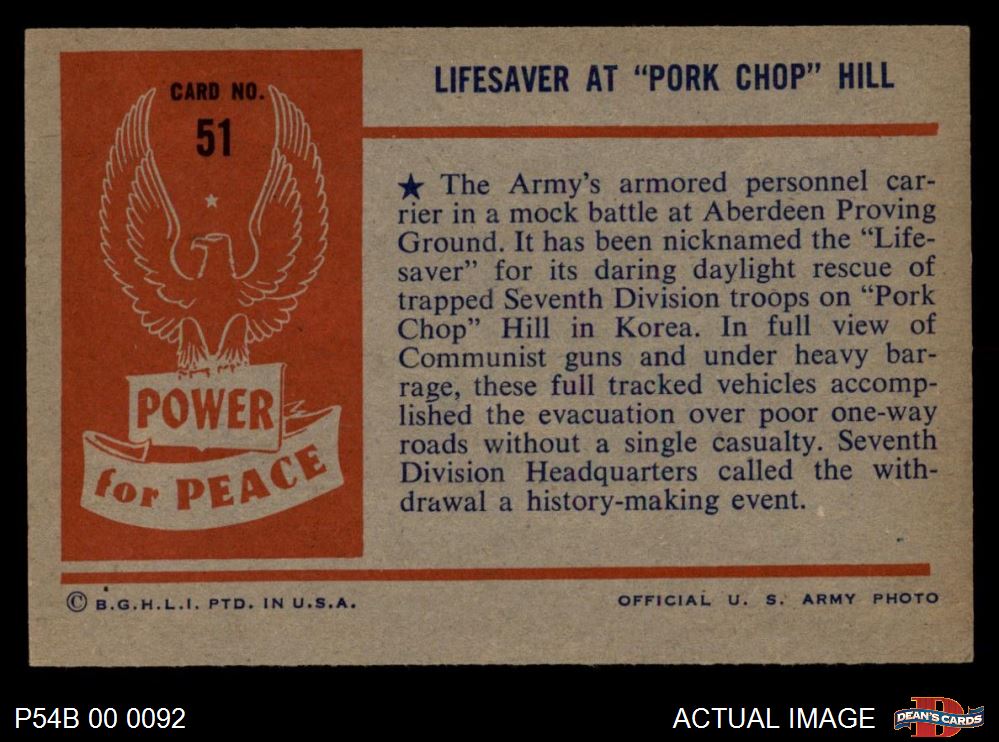 CARD NO.
51
POWER
for PEACE
LIFESAVER AT “PORK CHOP” HILL
★ The Army’s armored personnel car-
rier in a mock battle at Aberdeen Proving
Ground. It has been nicknamed the “Life-
saver” for its daring daylight rescue of
trapped Seventh Division troops on “Pork
Chop” Hill in Korea. In full view of
Communist guns and under heavy bar-
rage, these full tracked vehicles accomp-
lished the evacuation over poor one-way
roads without a single casualty. Seventh
Division Headquarters called the with-
drawal a history-making event.
© B.G.H.L.I. PTD. IN U.S.A.
OFFICIAL U. S. ARMY PHOTO
P54B 00 0092
ACTUAL IMAGE
D
DEAN'S CARDS